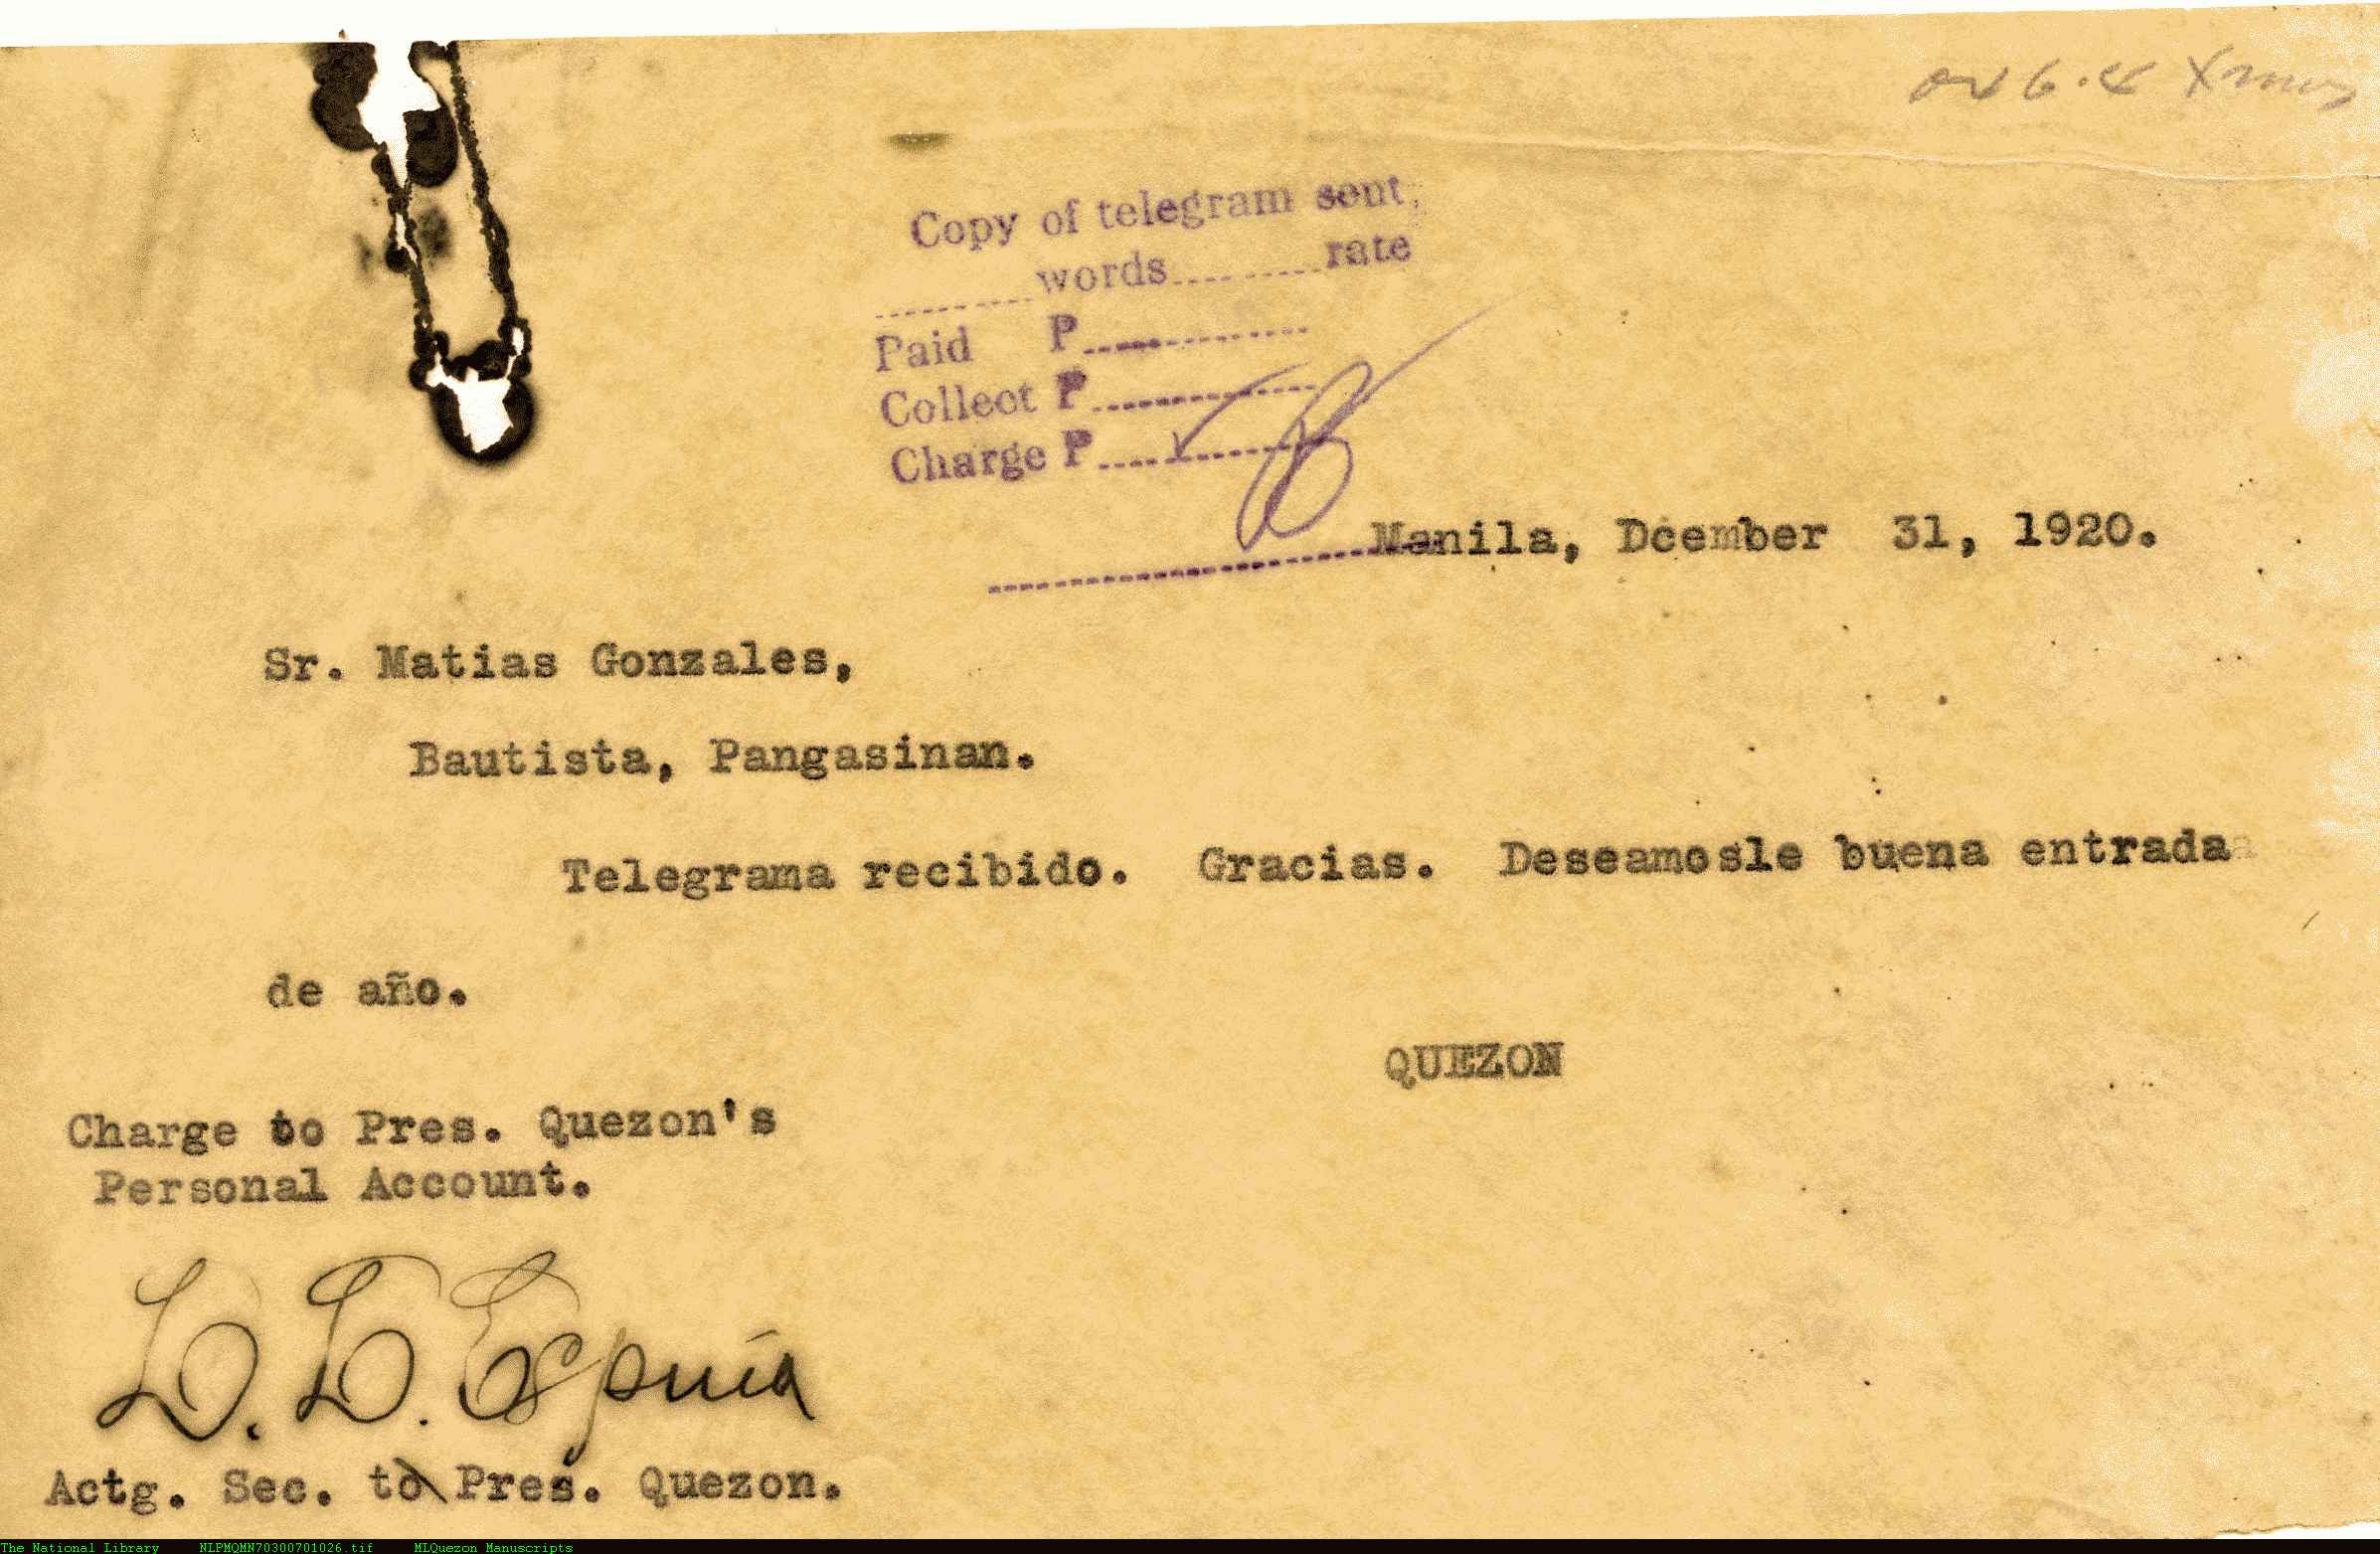 Xmas
Copy of telegram sent,
words rate
Paid P
Collect P
Charge P
Manila, Dcember 31, 1920.
Sr. Matias Gonzales,
Bautista, Pangasinan.
Telegrama recibido. Gracias. Deseamosle buena entrada
de año.
QUEZON
Charge to Pres. Quezon's
Personal Account.
Actg. Sec. to Pres. Quezon.
The National Library NLPMQMN70300701026.tif MLQuezon Manuscripts